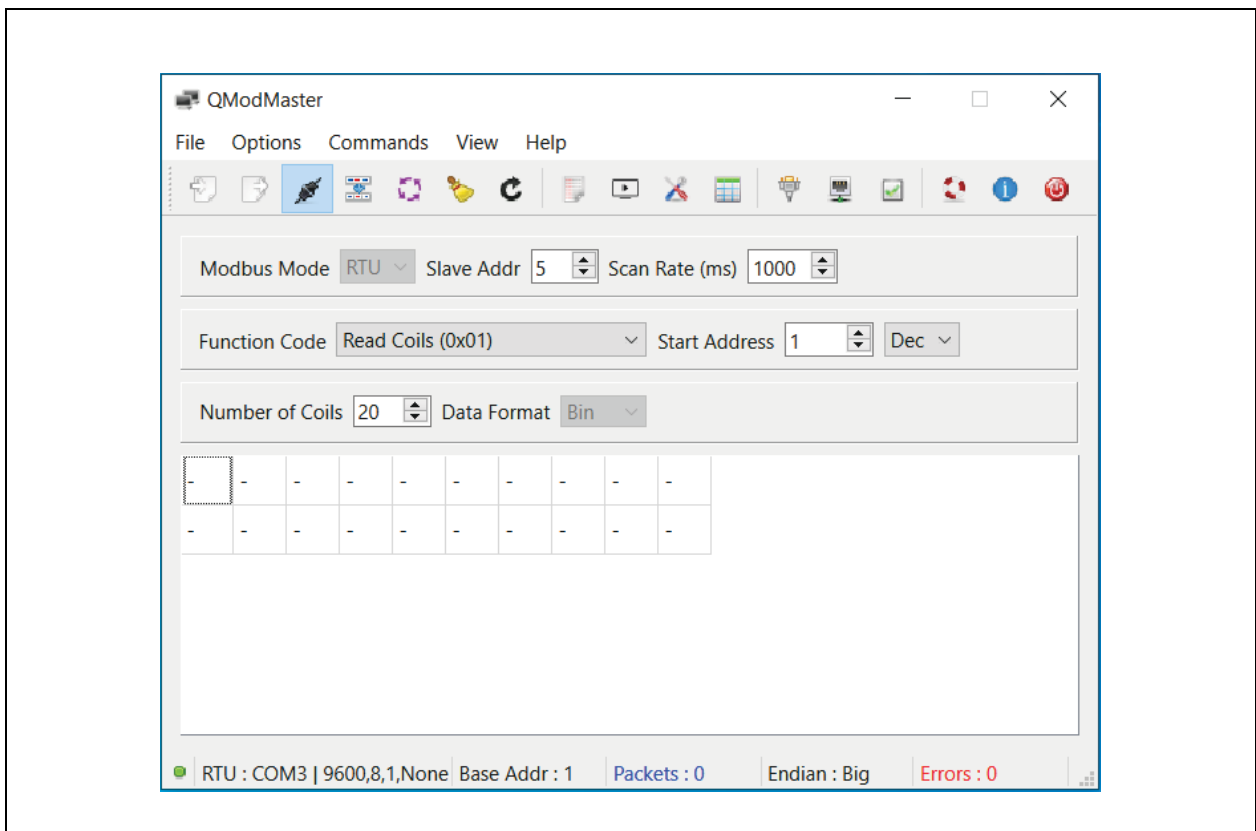 QModMaster
File Options Commands View Help
Modbus Mode RTU Slave Addr 5 Scan Rate (ms) 1000
Function Code Read Coils (0x01) Start Address 1 Dec
Number of Coils 20 Data Format Bin
- - - - - - - - - -
- - - - - - - - - -
RTU : COM3 | 9600,8,1,None Base Addr : 1 Packets : 0 Endian : Big Errors : 0